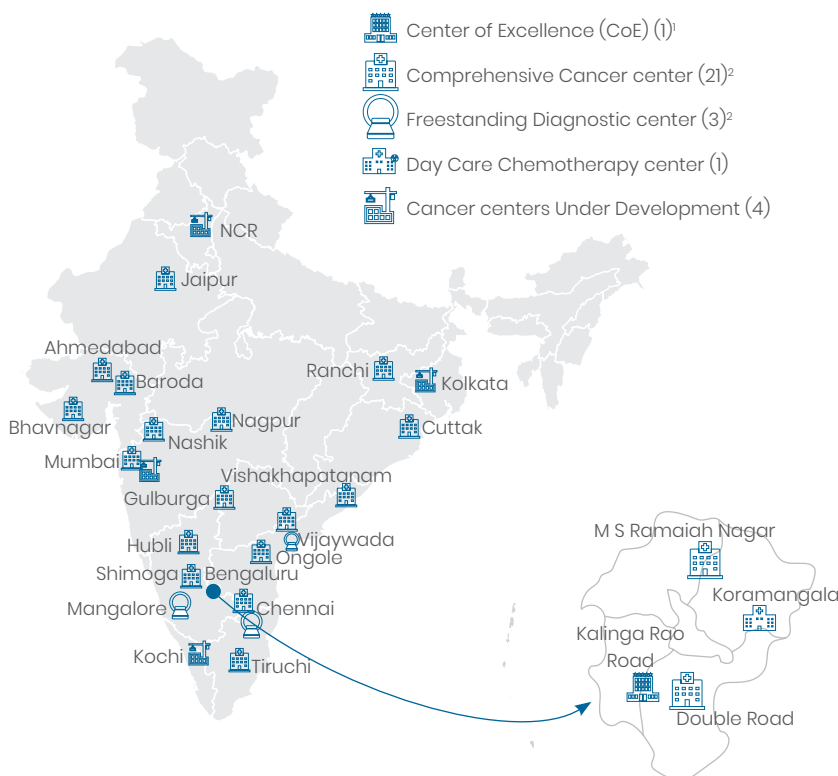 Center of Excellence (CoE) (1)¹
Comprehensive Cancer center (21)²
Freestanding Diagnostic center (3)²
Day Care Chemotherapy center (1)
Cancer centers Under Development (4)
NCR
Jaipur
Ahmedabad
Baroda
Ranchi
Kolkata
Bhavnagar
Nashik
Nagpur
Cuttak
Mumbai
Vishakhapatanam
Gulburga
Hubli
Vijaywada
Ongole
Shimoga
Bengaluru
Mangalore
Chennai
Kochi
Tiruchi
M S Ramaiah Nagar
Koramangala
Kalinga Rao
Road
Double Road